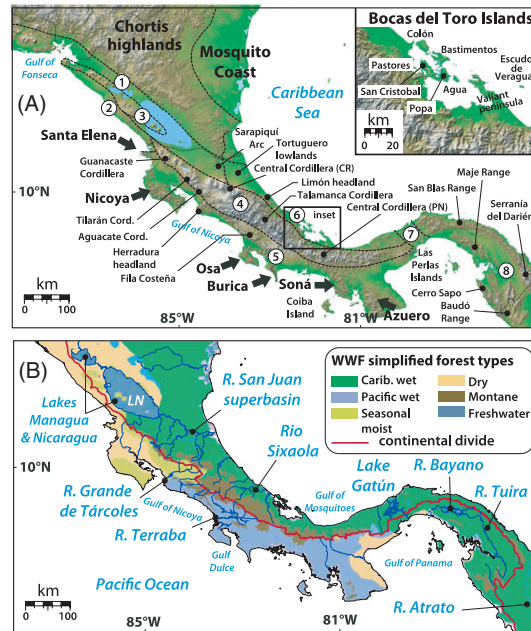 Chortis
highlands
Mosquito
Coast
Gulf of
Fonseca
Caribbean
Sea
Bocas del Toro Islands
Colón
Bastimentos
Pastores
Escudo
de
Veraguas
San Cristobal
Agua
Popa
Valiant
peninsula
0 20
km
1
2
3
(A)
Santa Elena
Guanacaste
Cordillera
Sarapiquí
Arc
Tortuguero
lowlands
Central Cordillera (CR)
10°N
Nicoya
Limón headland
Talamanca Cordillera
Central Cordillera (PN)
4
6
inset
San Blas Range
Maje Range
Serranía
del Darién
Tilarán Cord.
Aguacate Cord.
Gulf of Nicoya
Herradura
headland
Fila Costeña
5
7
8
Las
Perlas
Islands
Osa
Burica
Soná
Coiba
Island
Cerro Sapo
Baudó
Range
Azuero
0 100
km
85°W
81°W
(B)
WWF simplified forest types
Carib. wet
Dry
Pacific wet
Montane
Seasonal
moist
Freshwater
continental divide
LN
R. San Juan
superbasin
Lakes
Managua
& Nicaragua
Rio
Sixaola
10°N
Lake
Gatún
R. Bayano
R. Tuira
R. Grande
de Tárcoles
Gulf of Nicoya
Gulf of
Mosquitoes
R. Terraba
Gulf
Dulce
Gulf of Panama
Pacific Ocean
R. Atrato
0 100
km
85°W
81°W